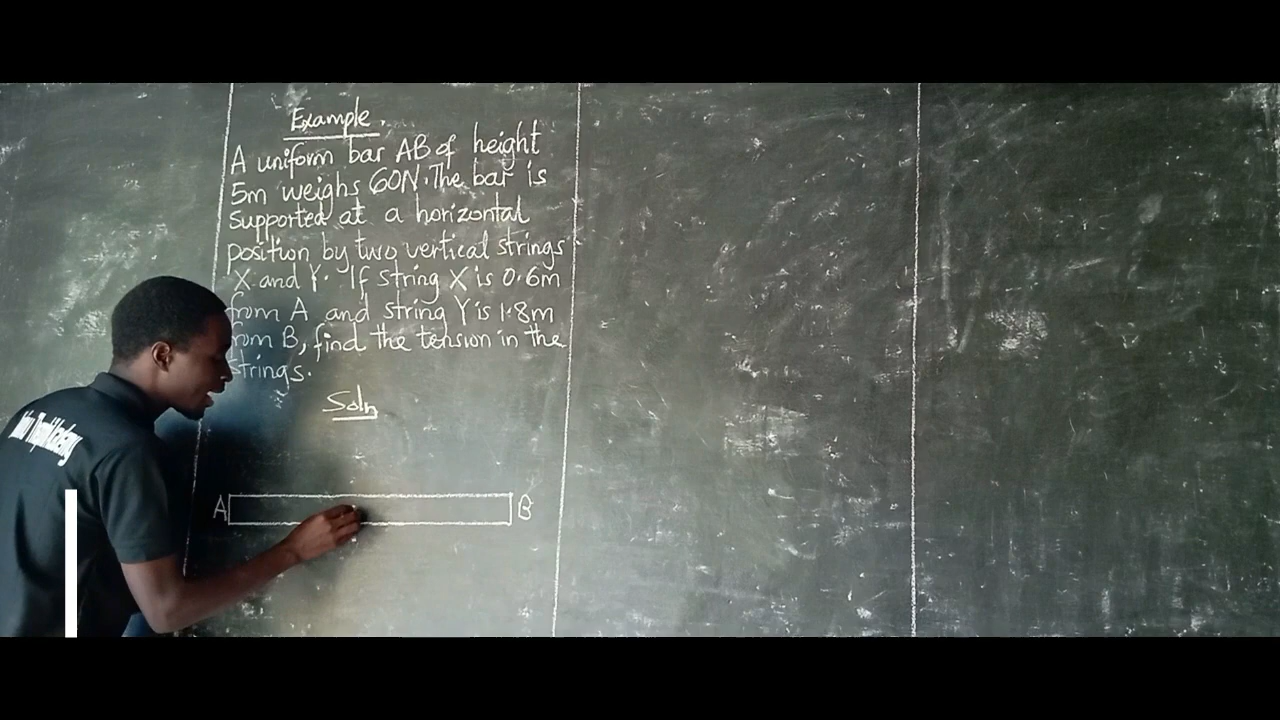 Example.
A uniform bar AB of height
5m weighs 60N. The bar is
supported at a horizontal
position by two vertical strings
X and Y. If string X is 0.6m
from A and string Y is 1.8m
from B, find the tension in the
strings.
Soln
A B